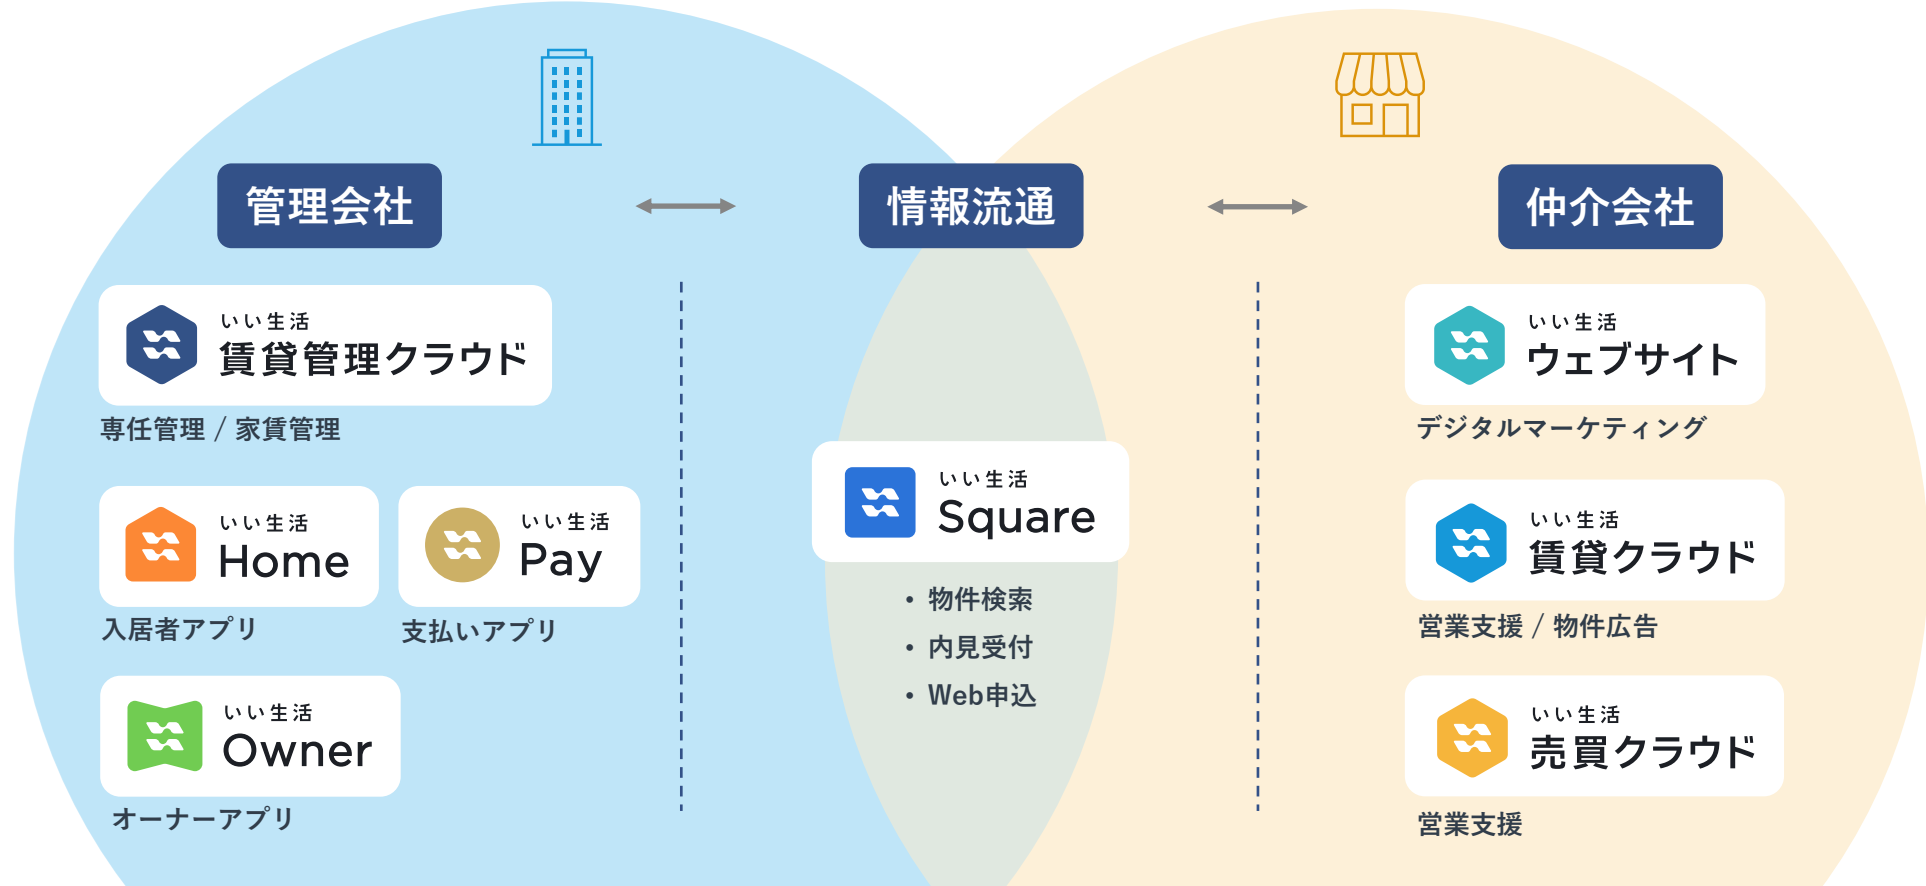 管理会社
情報流通
仲介会社
いい生活
賃貸管理クラウド
専任管理 / 家賃管理
いい生活
Home
入居者アプリ
いい生活
Pay
支払いアプリ
いい生活
Owner
オーナーアプリ
いい生活
Square
• 物件検索
• 内見受付
• Web申込
いい生活
ウェブサイト
デジタルマーケティング
いい生活
賃貸クラウド
営業支援 / 物件広告
いい生活
売買クラウド
営業支援